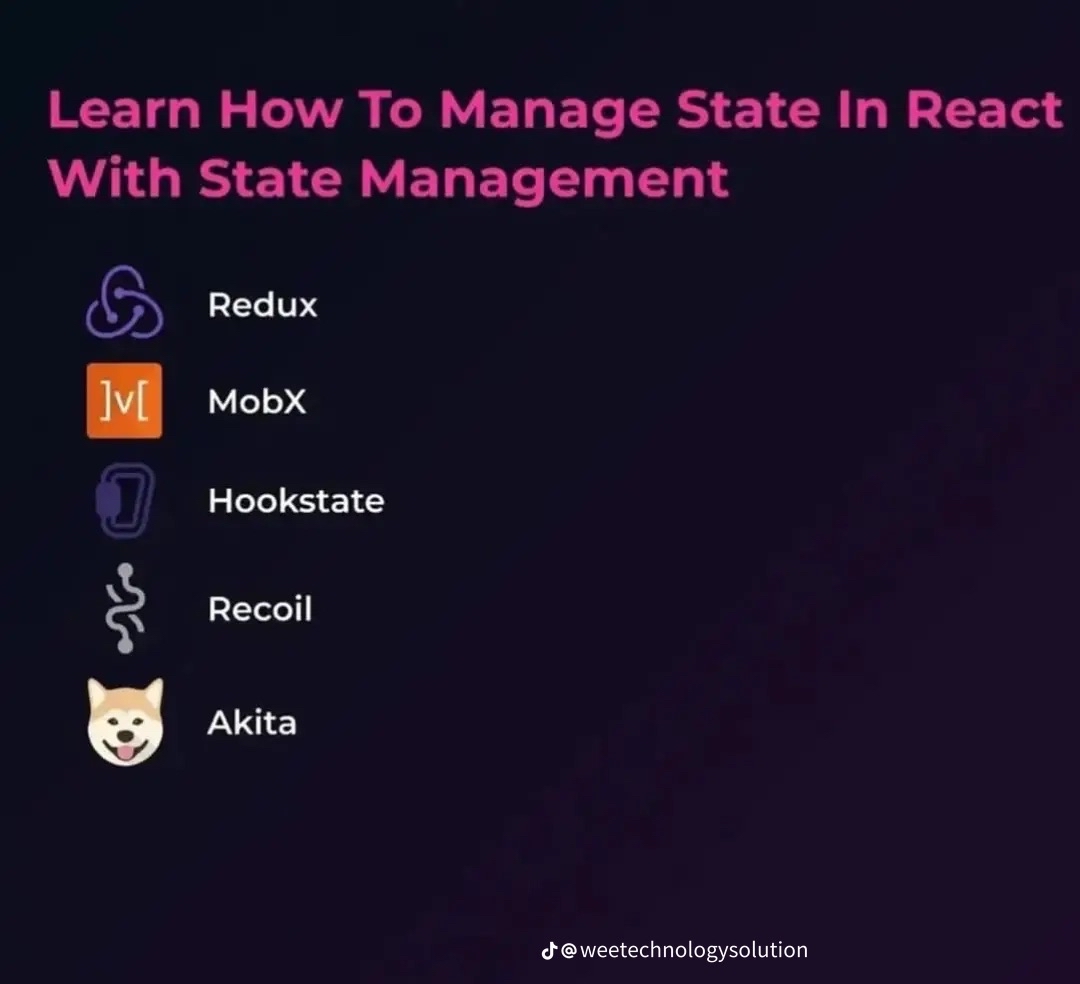 Learn How To Manage State In React
With State Management
Redux
]v[
MobX
Hookstate
Recoil
Akita
@weetechnologysolution